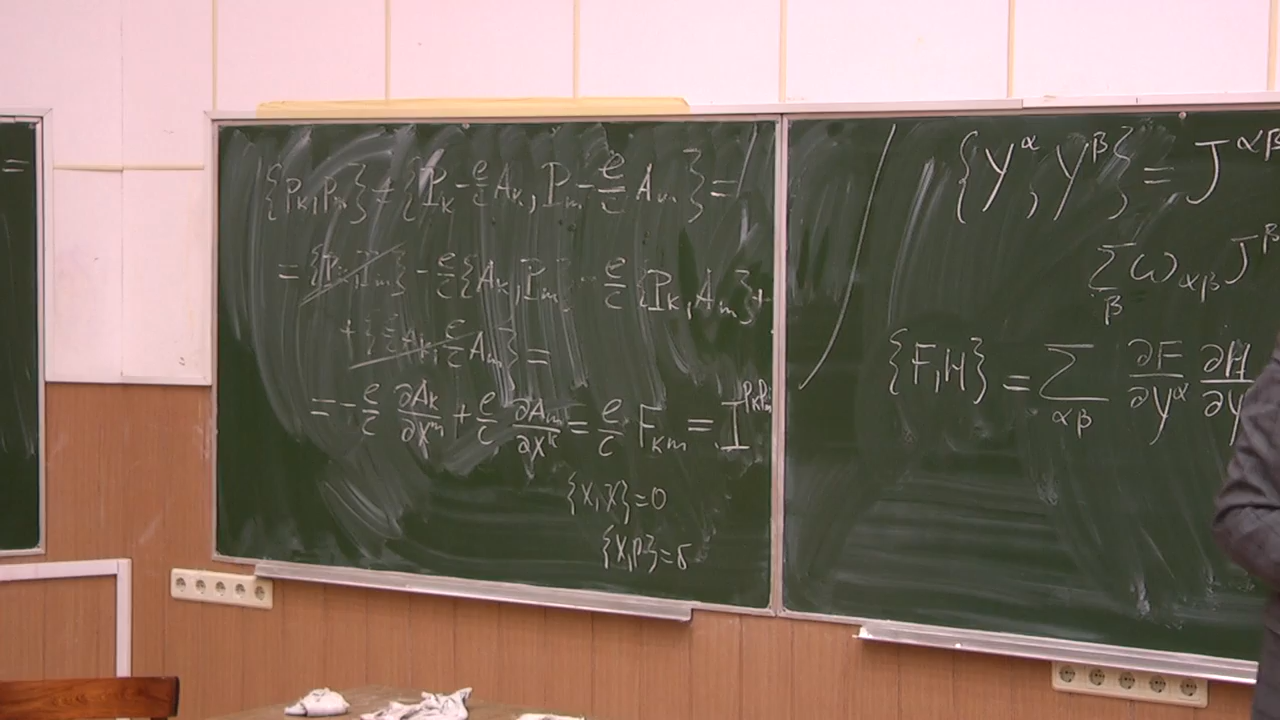 =
{p_k, p_m} = {P_k - e/c A_k, P_m - e/c A_m} =
= {P_k, P_m} - e/c {A_k, P_m} - e/c {P_k, A_m} +
+ {e/c A_k, e/c A_m} =
= - e/c ∂A_k/∂x^m + e/c ∂A_m/∂x^k = e/c F_km = I^{p_k p_m}
{x, x} = 0
{x, p} = δ
{Y^α, Y^β} = J^{αβ}
∑_β ω_{αβ} J^β
{F, H} = ∑_{αβ} ∂F/∂Y^α ∂H/∂Y